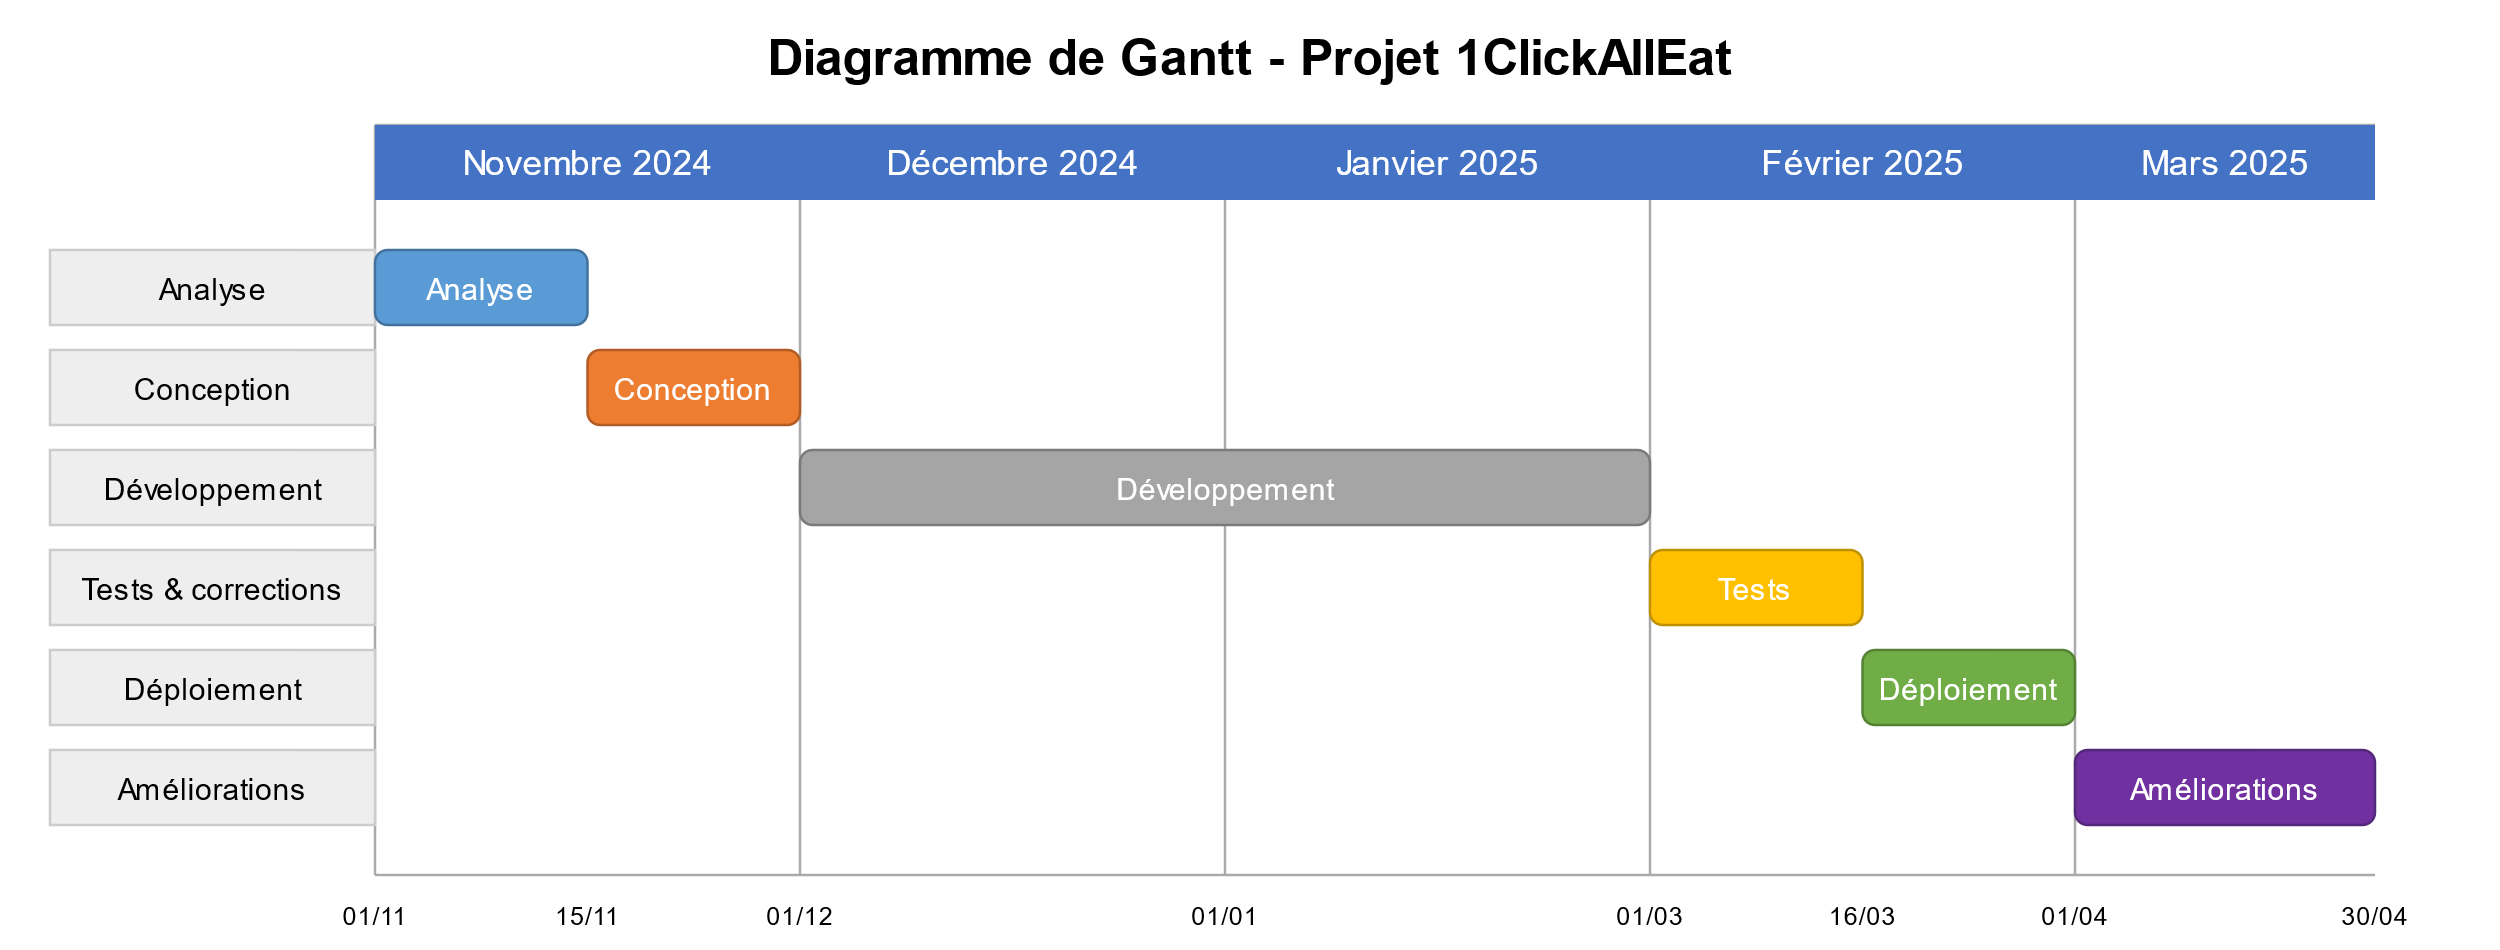 Diagramme de Gantt - Projet 1ClickAllEat
Novembre 2024 Décembre 2024 Janvier 2025 Février 2025 Mars 2025
Analyse Analyse
Conception Conception
Développement Développement
Tests & corrections Tests
Déploiement Déploiement
Améliorations Améliorations
01/11 15/11 01/12 01/01 01/03 16/03 01/04 30/04